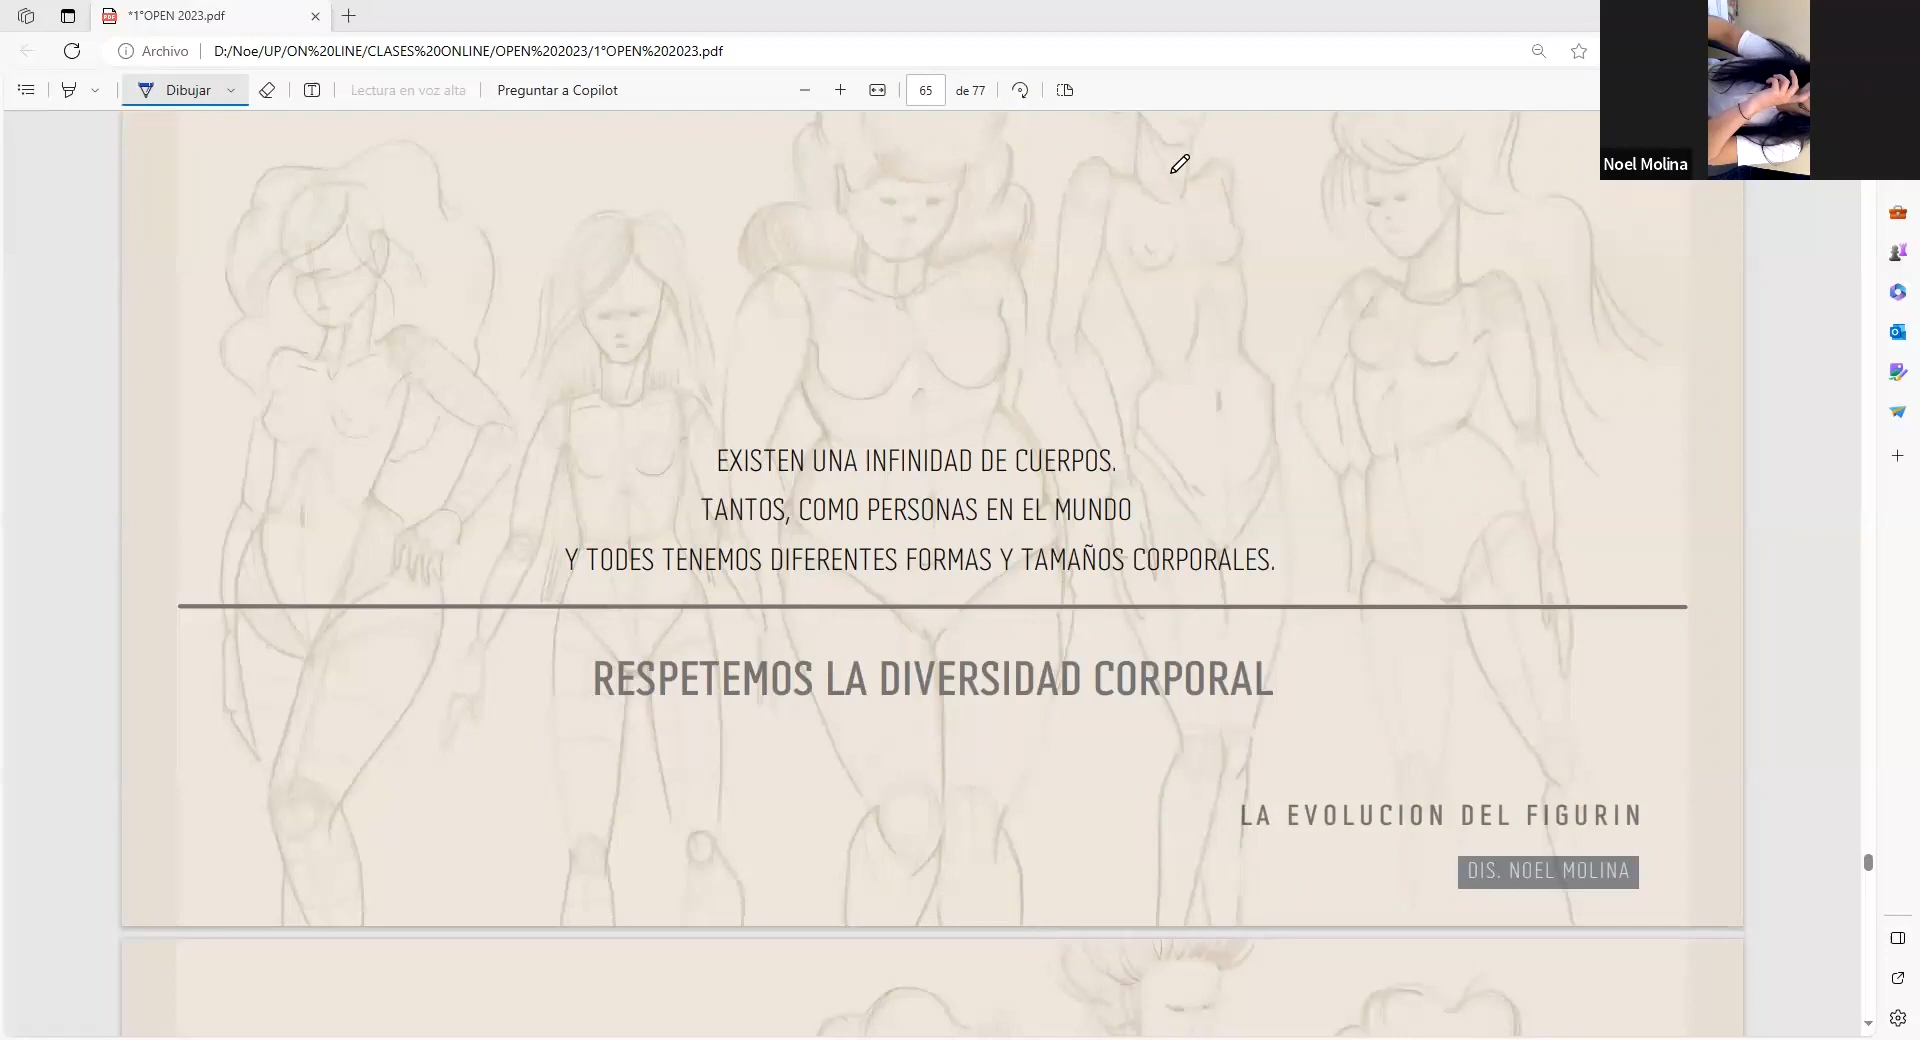 *1°OPEN 2023.pdf
Archivo
D:/Noe/UP/ON%20LINE/CLASES%20ONLINE/OPEN%202023/1°OPEN%202023.pdf
Dibujar
Lectura en voz alta
Preguntar a Copilot
65
de 77
Noel Molina
EXISTEN UNA INFINIDAD DE CUERPOS.
TANTOS, COMO PERSONAS EN EL MUNDO
Y TODES TENEMOS DIFERENTES FORMAS Y TAMAÑOS CORPORALES.
RESPETEMOS LA DIVERSIDAD CORPORAL
LA EVOLUCION DEL FIGURIN
DIS. NOEL MOLINA